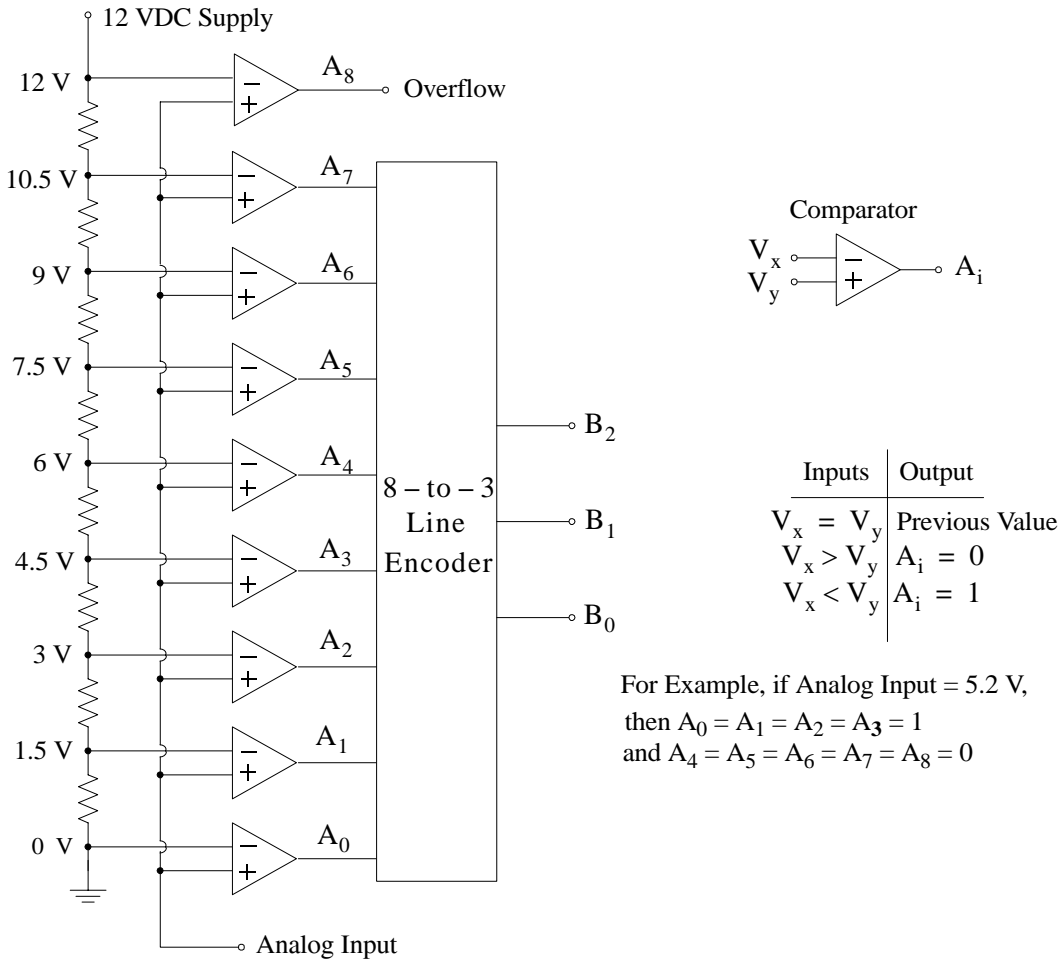 12 VDC Supply
12 V
− +
A8
Overflow
10.5 V
− +
A7
9 V
− +
A6
7.5 V
− +
A5
6 V
− +
A4
4.5 V
− +
A3
3 V
− +
A2
1.5 V
− +
A1
0 V
− +
A0
Analog Input
8 – to – 3
Line
Encoder
B2
B1
B0
Comparator
Vx
Vy
− +
Ai
Inputs Output
Vx = Vy Previous Value
Vx > Vy Ai = 0
Vx < Vy Ai = 1
For Example, if Analog Input = 5.2 V,
then A0 = A1 = A2 = A3 = 1
and A4 = A5 = A6 = A7 = A8 = 0